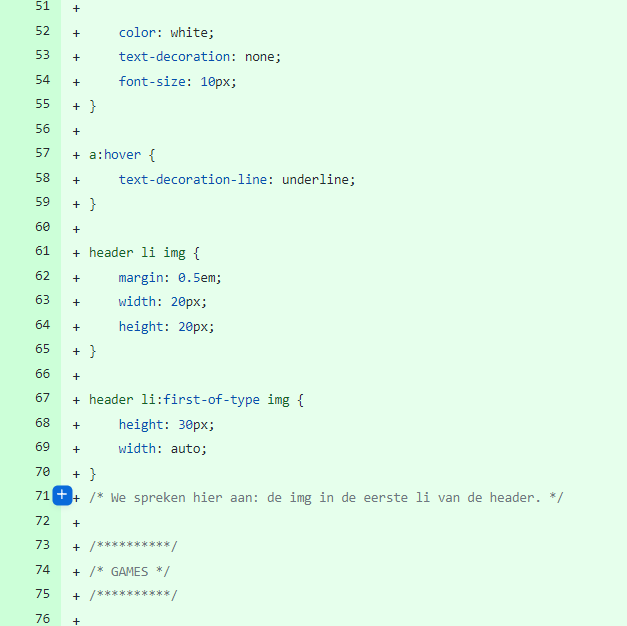 51 +
52 + color: white;
53 + text-decoration: none;
54 + font-size: 10px;
55 + }
56 +
57 + a:hover {
58 + text-decoration-line: underline;
59 + }
60 +
61 + header li img {
62 + margin: 0.5em;
63 + width: 20px;
64 + height: 20px;
65 + }
66 +
67 + header li:first-of-type img {
68 + height: 30px;
69 + width: auto;
70 + }
71 + + /* We spreken hier aan: de img in de eerste li van de header. */
72 +
73 + /**********/
74 + /* GAMES */
75 + /**********/
76 +